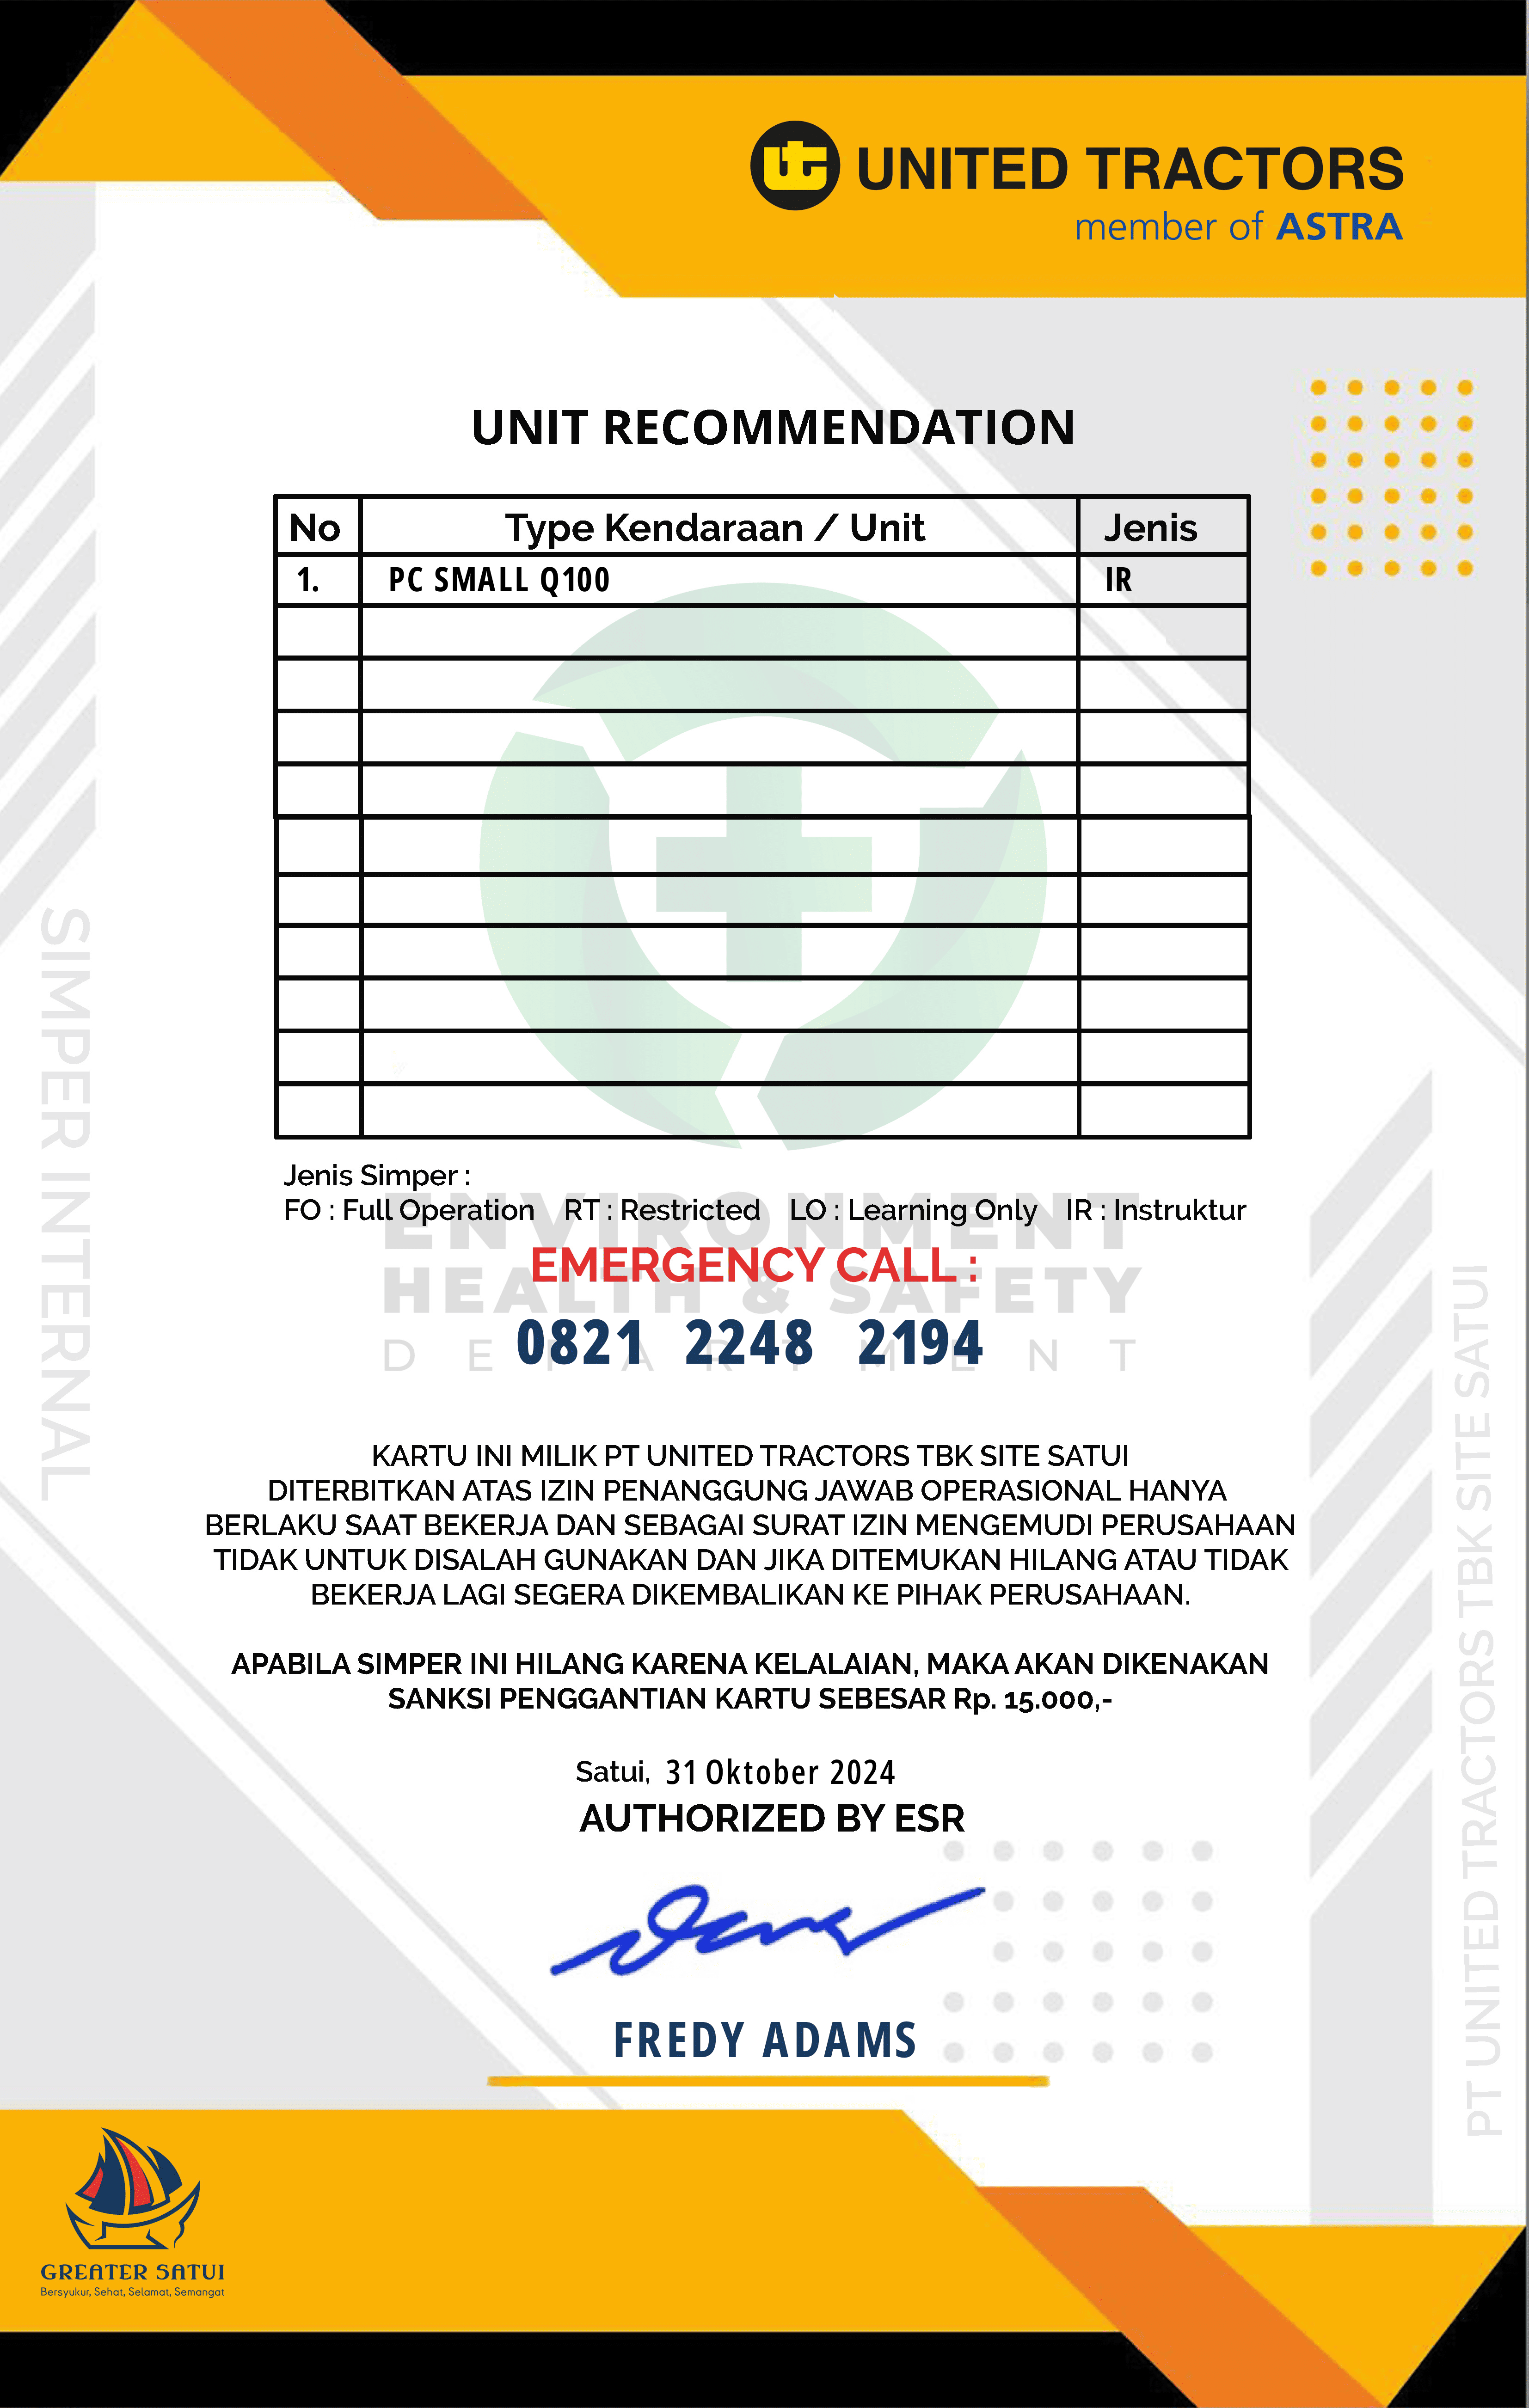 UNITED TRACTORS
member of ASTRA
UNIT RECOMMENDATION
No Type Kendaraan / Unit Jenis
1. PC SMALL Q100 IR
Jenis Simper :
FO : Full Operation RT : Restricted LO : Learning Only IR : Instruktur
ENVIRONMENT
EMERGENCY CALL :
HEALTH & SAFETY
0821 2248 2194
DEPARTMENT
KARTU INI MILIK PT UNITED TRACTORS TBK SITE SATUI
DITERBITKAN ATAS IZIN PENANGGUNG JAWAB OPERASIONAL HANYA
BERLAKU SAAT BEKERJA DAN SEBAGAI SURAT IZIN MENGEMUDI PERUSAHAAN
TIDAK UNTUK DISALAH GUNAKAN DAN JIKA DITEMUKAN HILANG ATAU TIDAK
BEKERJA LAGI SEGERA DIKEMBALIKAN KE PIHAK PERUSAHAAN.
APABILA SIMPER INI HILANG KARENA KELALAIAN, MAKA AKAN DIKENAKAN
SANKSI PENGGANTIAN KARTU SEBESAR Rp. 15.000,-
Satui, 31 Oktober 2024
AUTHORIZED BY ESR
FREDY ADAMS
GREATER SATUI
Bersyukur, Sehat, Selamat, Semangat
SIMPER INTERNAL
PT UNITED TRACTORS TBK SITE SATUI